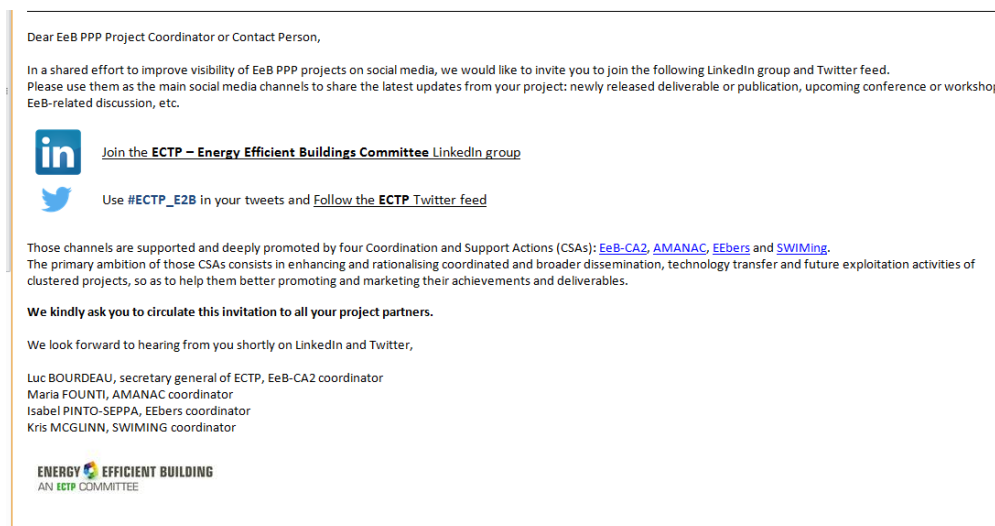 Dear EeB PPP Project Coordinator or Contact Person,
In a shared effort to improve visibility of EeB PPP projects on social media, we would like to invite you to join the following LinkedIn group and Twitter feed.
Please use them as the main social media channels to share the latest updates from your project: newly released deliverable or publication, upcoming conference or workshop
EeB-related discussion, etc.
in
Join the ECTP – Energy Efficient Buildings Committee LinkedIn group
Use #ECTP_E2B in your tweets and Follow the ECTP Twitter feed
Those channels are supported and deeply promoted by four Coordination and Support Actions (CSAs): EeB-CA2, AMANAC, EEbers and SWIMing.
The primary ambition of those CSAs consists in enhancing and rationalising coordinated and broader dissemination, technology transfer and future exploitation activities of
clustered projects, so as to help them better promoting and marketing their achievements and deliverables.
We kindly ask you to circulate this invitation to all your project partners.
We look forward to hearing from you shortly on LinkedIn and Twitter,
Luc BOURDEAU, secretary general of ECTP, EeB-CA2 coordinator
Maria FOUNTI, AMANAC coordinator
Isabel PINTO-SEPPA, EEbers coordinator
Kris MCGLINN, SWIMING coordinator
ENERGY EFFICIENT BUILDING
AN ECTP COMMITTEE